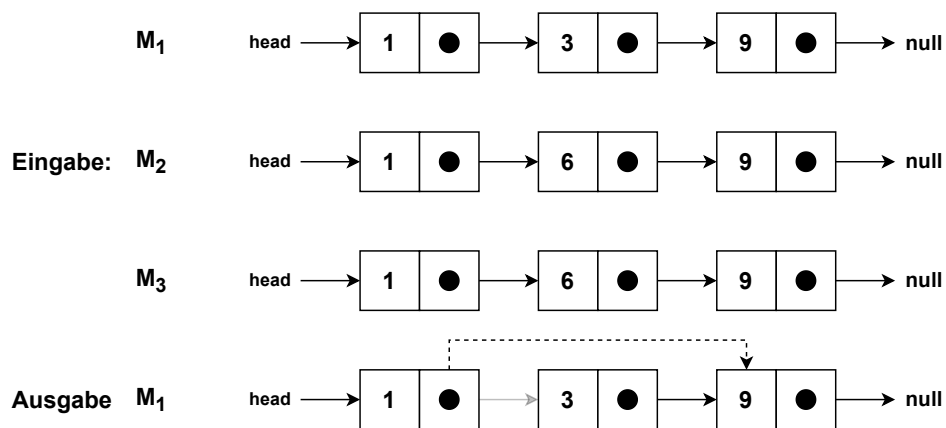 M1 head 1 3 9 null
Eingabe: M2 head 1 6 9 null
M3 head 1 6 9 null
Ausgabe M1 head 1 3 9 null